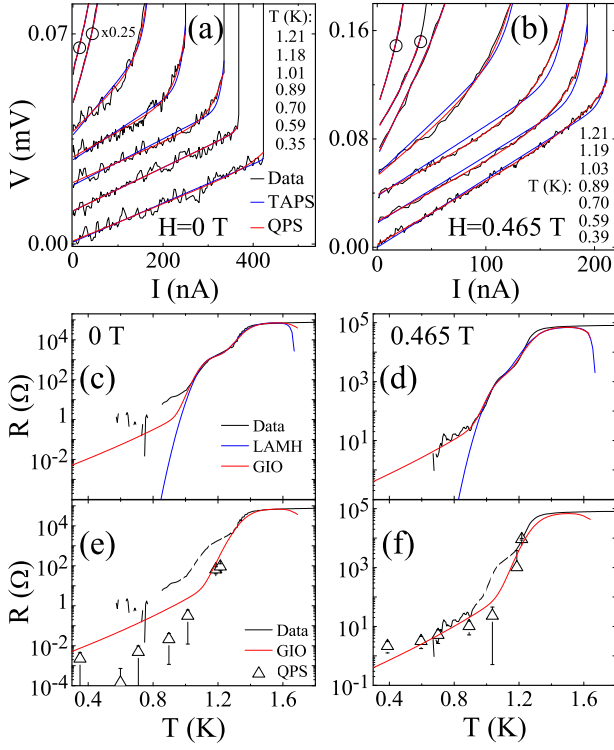 0.07
V (mV)
0.00
x0.25
(a)
T (K):
1.21
1.18
1.01
0.89
0.70
0.59
0.35
Data
TAPS
QPS
H=0 T
0 200 400
I (nA)
0.16
0.08
0.00
(b)
1.21
1.19
1.03
T (K): 0.89
0.70
0.59
0.39
H=0.465 T
0 100 200
I (nA)
0 T
(c)
R (Ω)
10^4
10^2
1
10^-2
Data
LAMH
GIO
0.465 T
(d)
10^5
10^3
10^1
(e)
R (Ω)
10^4
10^2
1
10^-2
10^-4
Data
GIO
QPS
0.4 0.8 1.2 1.6
T (K)
(f)
10^5
10^3
10^1
10^-1
0.4 0.8 1.2 1.6
T (K)